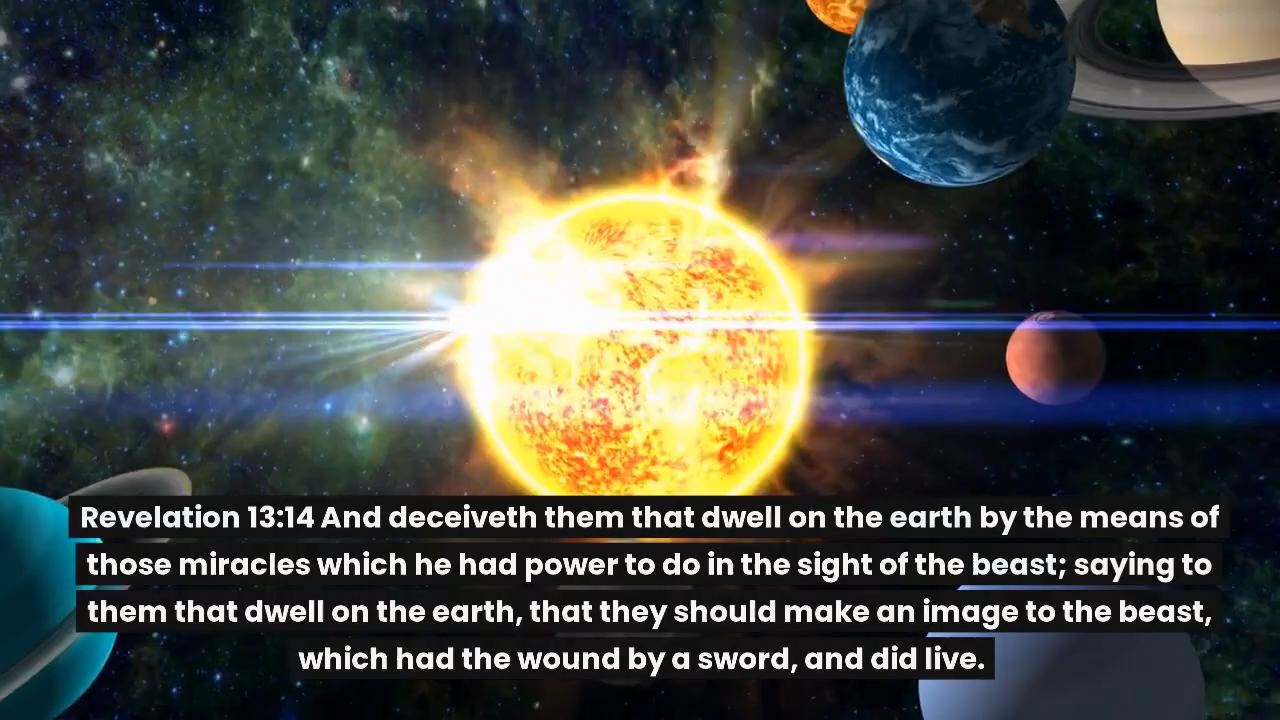 Revelation 13:14 And deceiveth them that dwell on the earth by the means of
those miracles which he had power to do in the sight of the beast; saying to
them that dwell on the earth, that they should make an image to the beast,
which had the wound by a sword, and did live.